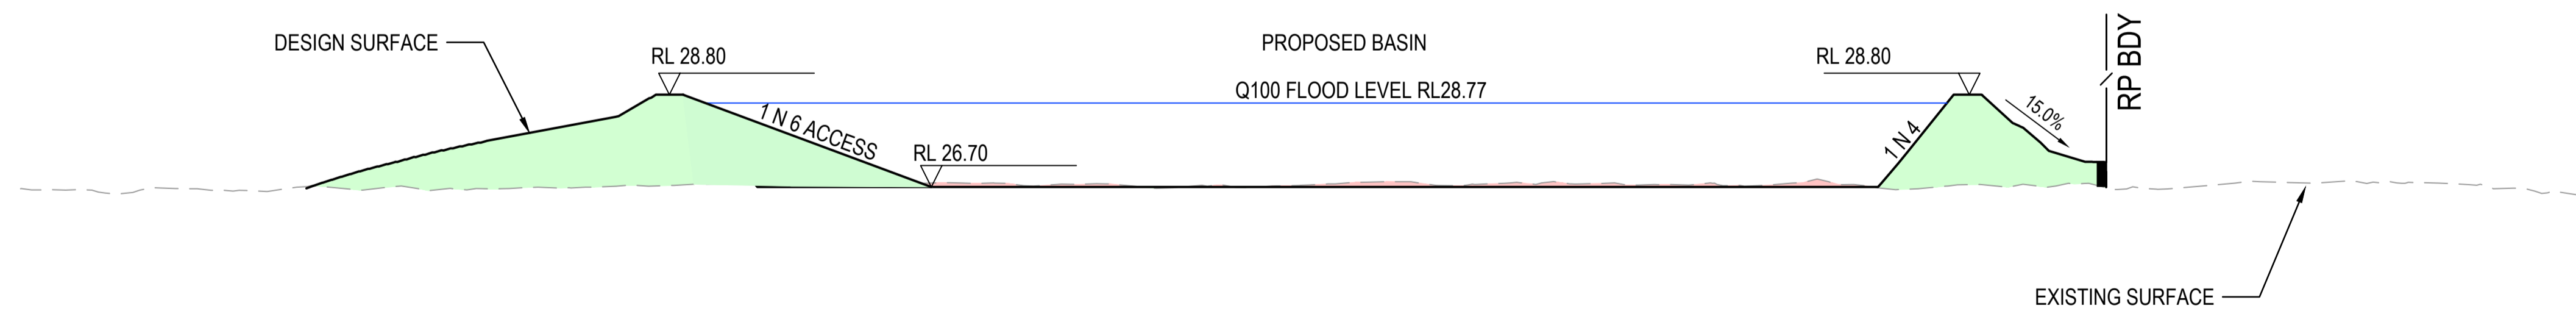 DESIGN SURFACE
RL 28.80
PROPOSED BASIN
Q100 FLOOD LEVEL RL28.77
RL 28.80
RP BDY
1 N 6 ACCESS
RL 26.70
1 N 4
15.0%
EXISTING SURFACE